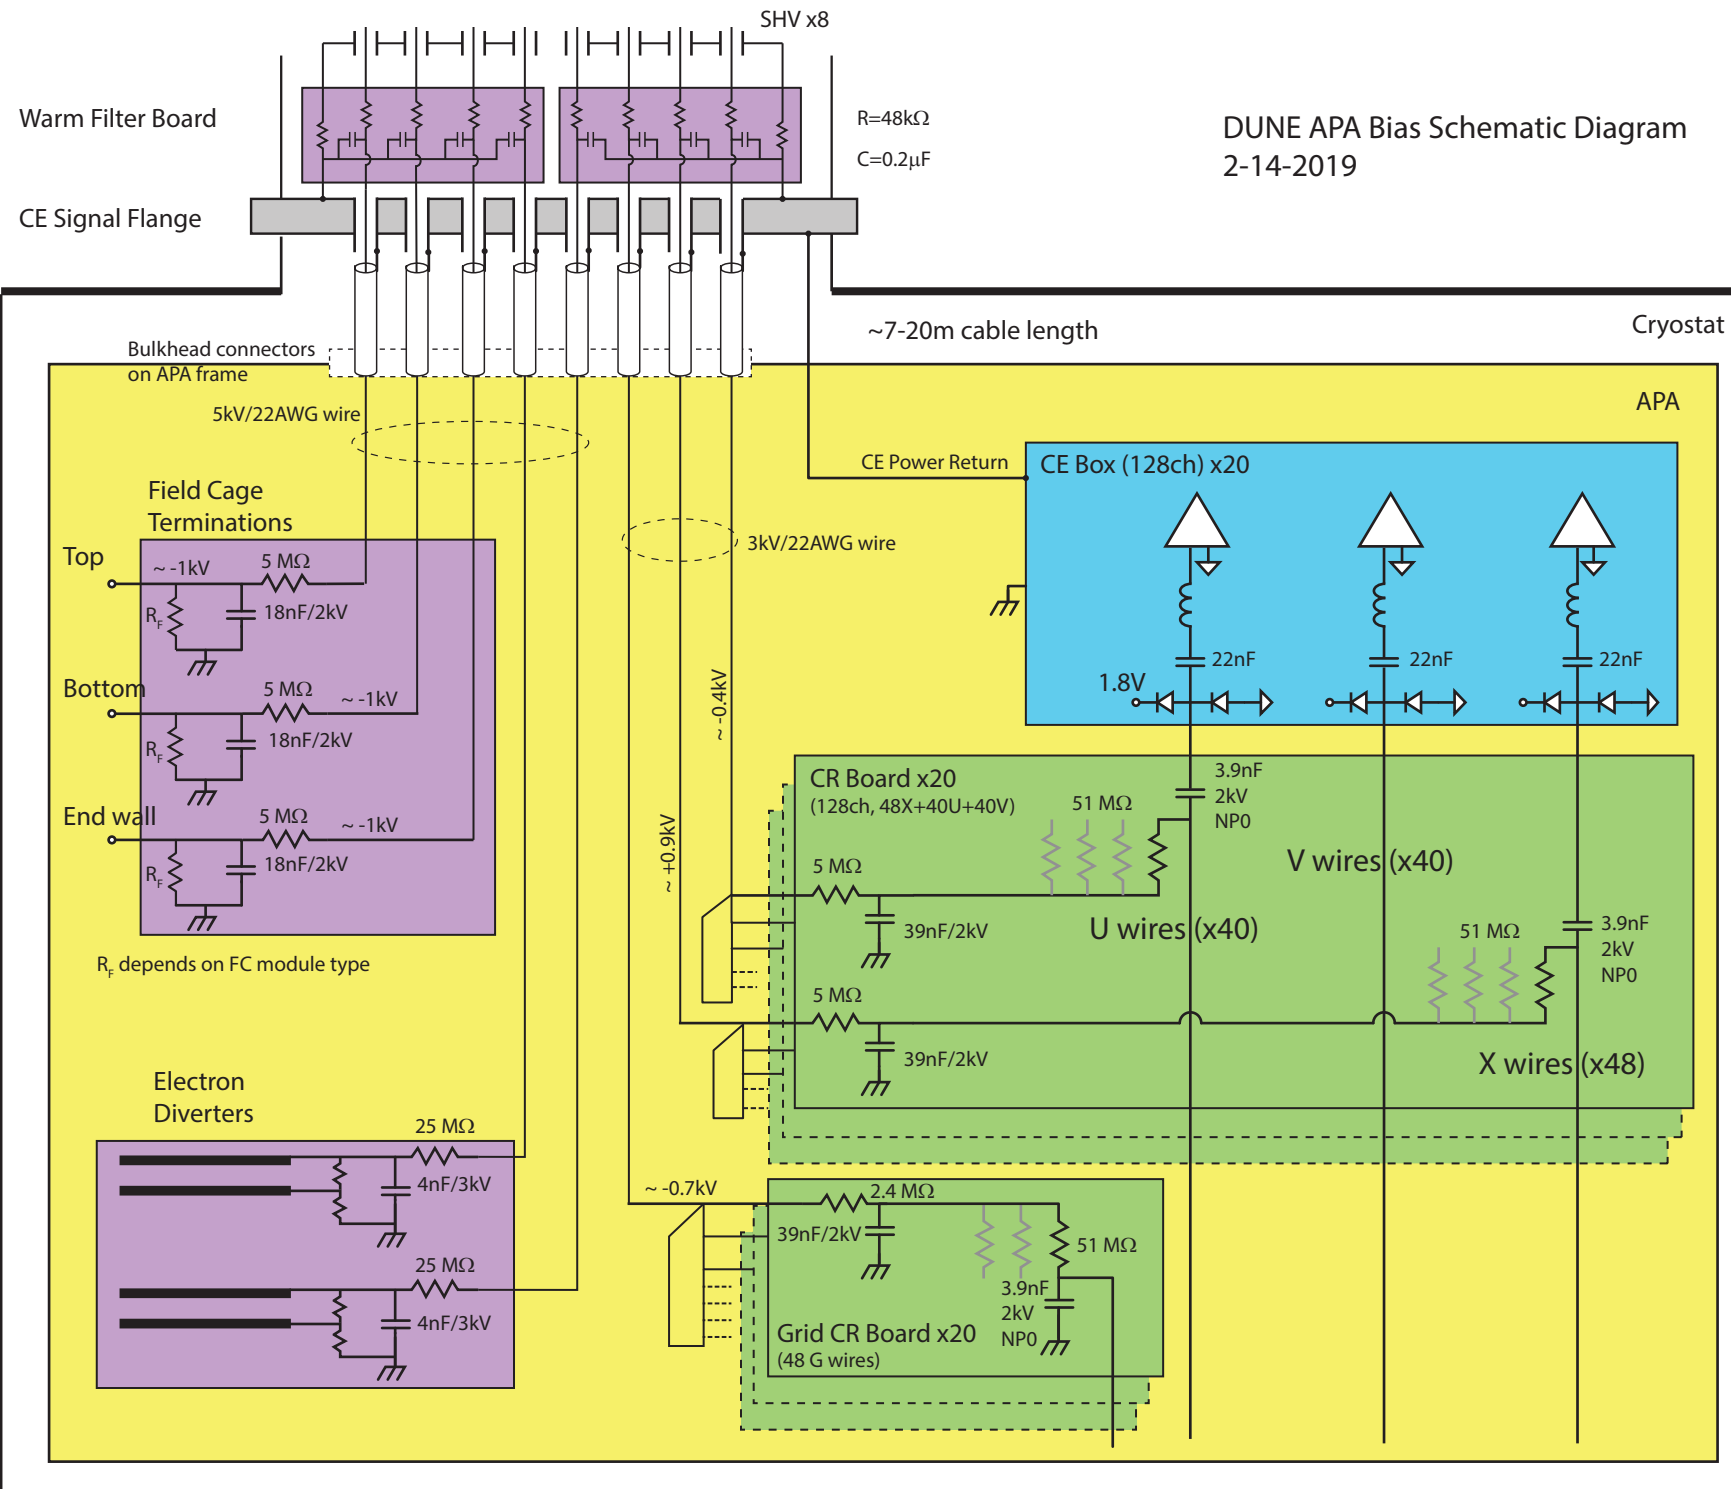 SHV x8
Warm Filter Board
R=48kΩ
C=0.2μF
DUNE APA Bias Schematic Diagram
2-14-2019
CE Signal Flange
~7-20m cable length
Cryostat
Bulkhead connectors
on APA frame
APA
5kV/22AWG wire
CE Power Return
CE Box (128ch) x20
Field Cage
Terminations
3kV/22AWG wire
Top
~ -1kV
5 MΩ
R_F
18nF/2kV
22nF
22nF
22nF
1.8V
Bottom
5 MΩ
~ -1kV
R_F
18nF/2kV
~ -0.4kV
End wall
5 MΩ
~ -1kV
R_F
18nF/2kV
~ +0.9kV
CR Board x20
(128ch, 48X+40U+40V)
51 MΩ
3.9nF
2kV
NP0
V wires (x40)
5 MΩ
39nF/2kV
U wires (x40)
51 MΩ
3.9nF
2kV
NP0
R_F depends on FC module type
5 MΩ
39nF/2kV
X wires (x48)
Electron
Diverters
25 MΩ
4nF/3kV
25 MΩ
4nF/3kV
~ -0.7kV
2.4 MΩ
39nF/2kV
51 MΩ
3.9nF
2kV
NP0
Grid CR Board x20
(48 G wires)